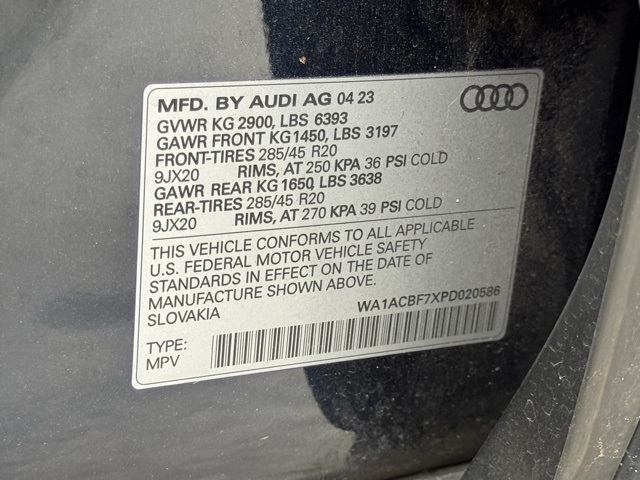 MFD. BY AUDI AG 04 23
GVWR KG 2900, LBS 6393
GAWR FRONT KG1450, LBS 3197
FRONT-TIRES 285/45 R20
9JX20 RIMS, AT 250 KPA 36 PSI COLD
GAWR REAR KG1650, LBS 3638
REAR-TIRES 285/45 R20
9JX20 RIMS, AT 270 KPA 39 PSI COLD
THIS VEHICLE CONFORMS TO ALL APPLICABLE
U.S. FEDERAL MOTOR VEHICLE SAFETY
STANDARDS IN EFFECT ON THE DATE OF
MANUFACTURE SHOWN ABOVE.
SLOVAKIA WA1ACBF7XPD020586
TYPE:
MPV